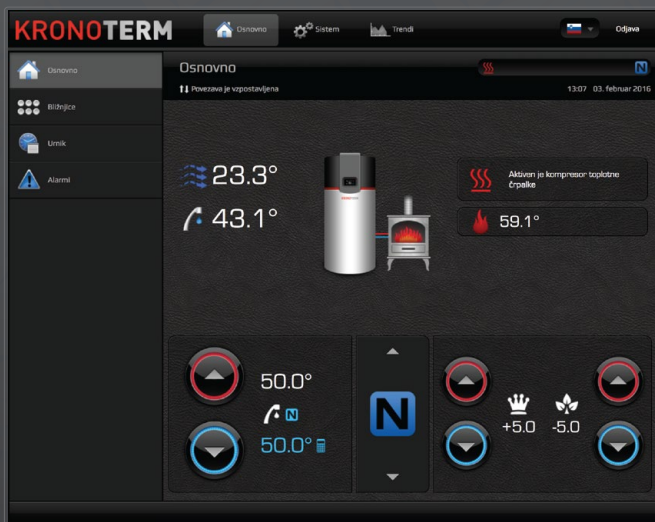 KRONOTERM
Osnovno
Sistem
Trendi
Odjava
Osnovno
Bližnjice
Urnik
Alarmi
Osnovno
N
Povezava je vzpostavljena
13:07 03. februar 2016
23.3°
43.1°
Aktiven je kompresor toplotne
črpalke
59.1°
50.0°
N
50.0°
N
+5.0 -5.0